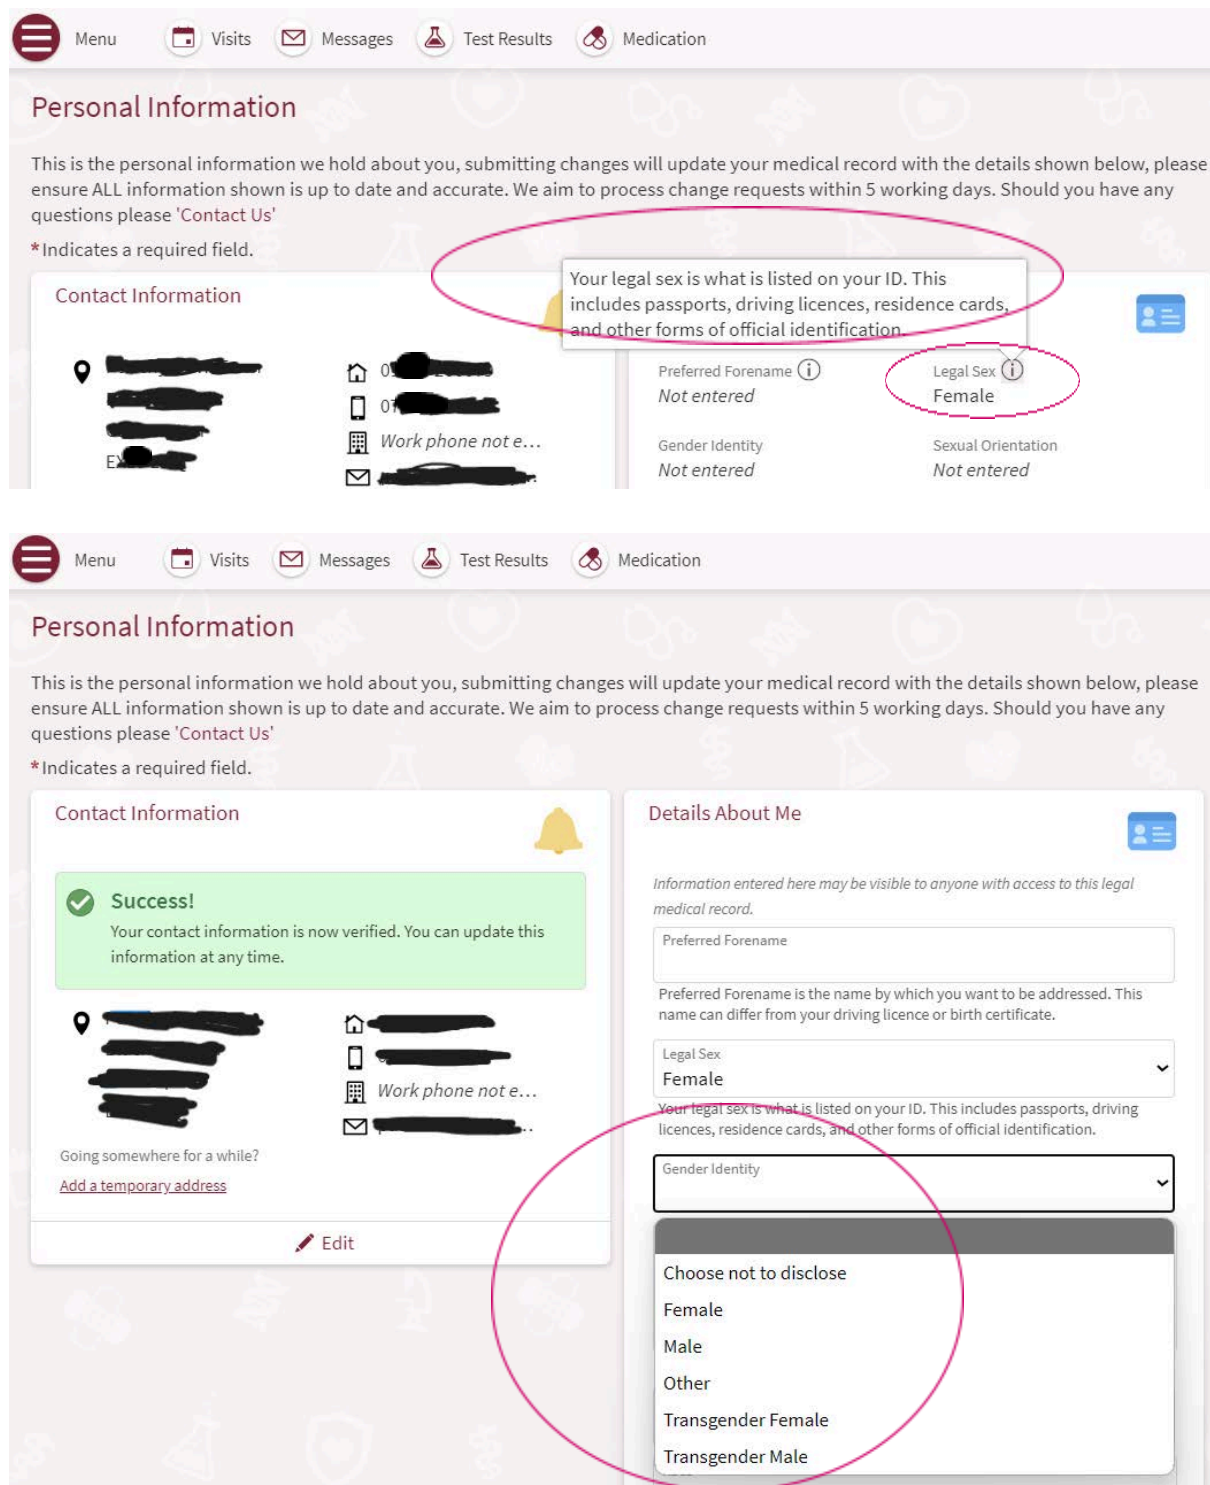 Menu Visits Messages Test Results Medication
Personal Information
This is the personal information we hold about you, submitting changes will update your medical record with the details shown below, please
ensure ALL information shown is up to date and accurate. We aim to process change requests within 5 working days. Should you have any
questions please 'Contact Us'
*Indicates a required field.
Contact Information
Your legal sex is what is listed on your ID. This
includes passports, driving licences, residence cards,
and other forms of official identification.
Work phone not e...
Preferred Forename
Not entered
Legal Sex
Female
Gender Identity
Not entered
Sexual Orientation
Not entered
Menu Visits Messages Test Results Medication
Personal Information
This is the personal information we hold about you, submitting changes will update your medical record with the details shown below, please
ensure ALL information shown is up to date and accurate. We aim to process change requests within 5 working days. Should you have any
questions please 'Contact Us'
*Indicates a required field.
Contact Information
Success!
Your contact information is now verified. You can update this
information at any time.
Work phone not e...
Going somewhere for a while?
Add a temporary address
Edit
Details About Me
Information entered here may be visible to anyone with access to this legal
medical record.
Preferred Forename
Preferred Forename is the name by which you want to be addressed. This
name can differ from your driving licence or birth certificate.
Legal Sex
Female
Your legal sex is what is listed on your ID. This includes passports, driving
licences, residence cards, and other forms of official identification.
Gender Identity
Choose not to disclose
Female
Male
Other
Transgender Female
Transgender Male